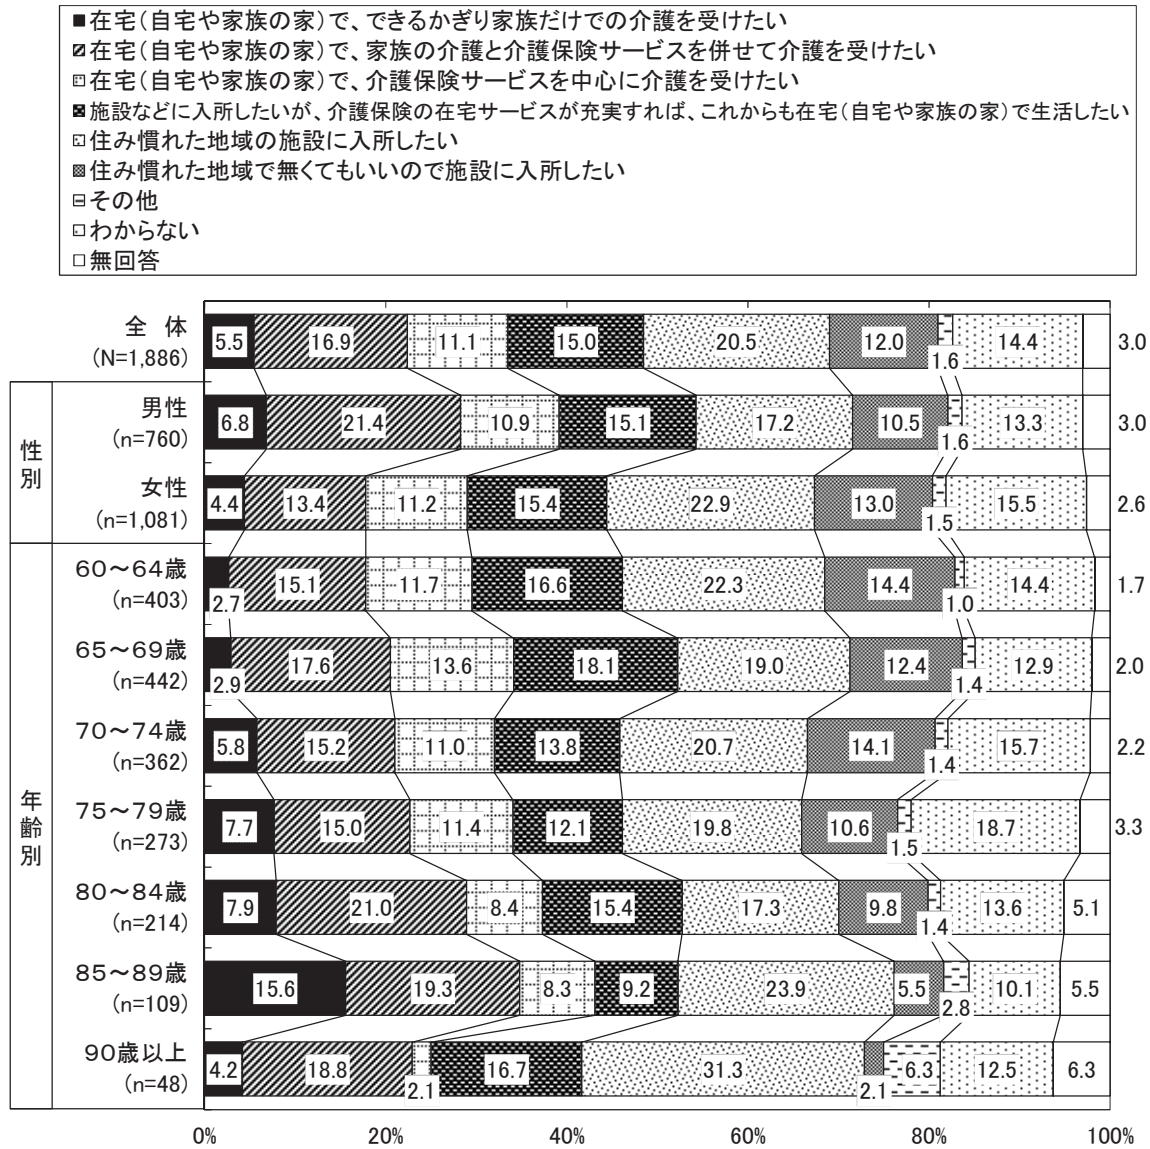 ■在宅(自宅や家族の家)で、できるかぎり家族だけでの介護を受けたい
在宅(自宅や家族の家)で、家族の介護と介護保険サービスを併せて介護を受けたい
在宅(自宅や家族の家)で、介護保険サービスを中心に介護を受けたい
施設などに入所したいが、介護保険の在宅サービスが充実すれば、これからも在宅(自宅や家族の家)で生活したい
住み慣れた地域の施設に入所したい
住み慣れた地域で無くてもいいので施設に入所したい
その他
わからない
□無回答
全 体
(N=1,886)
5.5 16.9 11.1 15.0 20.5 12.0 1.6 14.4 3.0
性別
男性
(n=760)
6.8 21.4 10.9 15.1 17.2 10.5 1.6 13.3 3.0
女性
(n=1,081)
4.4 13.4 11.2 15.4 22.9 13.0 1.5 15.5 2.6
年齢別
60~64歳
(n=403)
2.7 15.1 11.7 16.6 22.3 14.4 1.0 14.4 1.7
65~69歳
(n=442)
2.9 17.6 13.6 18.1 19.0 12.4 1.4 12.9 2.0
70~74歳
(n=362)
5.8 15.2 11.0 13.8 20.7 14.1 1.4 15.7 2.2
75~79歳
(n=273)
7.7 15.0 11.4 12.1 19.8 10.6 1.5 18.7 3.3
80~84歳
(n=214)
7.9 21.0 8.4 15.4 17.3 9.8 1.4 13.6 5.1
85~89歳
(n=109)
15.6 19.3 8.3 9.2 23.9 5.5 2.8 10.1 5.5
90歳以上
(n=48)
4.2 18.8 2.1 16.7 31.3 2.1 6.3 12.5 6.3
0% 20% 40% 60% 80% 100%